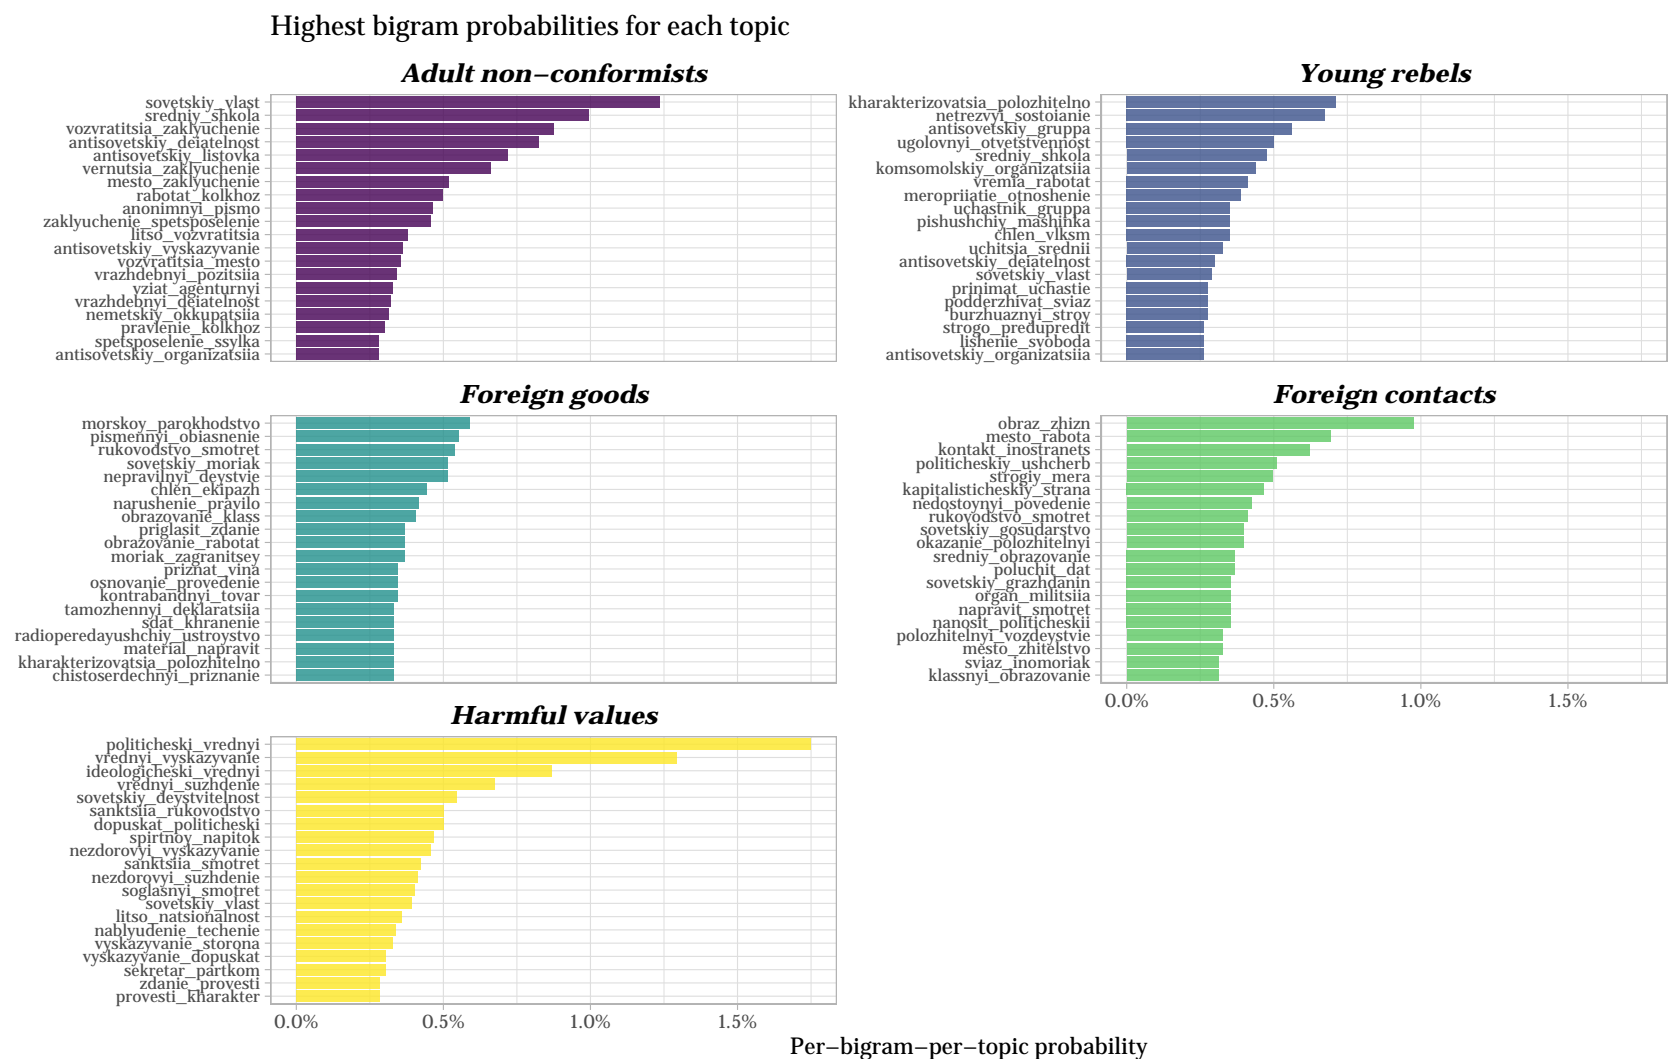 Highest bigram probabilities for each topic
Adult non−conformists
sovetskiy_vlast
sredniy_shkola
vozvratitsia_zaklyuchenie
antisovetskiy_deiatelnost
antisovetskiy_listovka
vernutsia_zaklyuchenie
mesto_zaklyuchenie
rabotat_kolkhoz
anonimnyi_pismo
zaklyuchenie_spetsposelenie
litso_vozvratitsia
antisovetskiy_vyskazyvanie
vozvratitsia_mesto
vrazhdebnyi_pozitsiia
vziat_agenturnyi
vrazhdebnyi_deiatelnost
nemetskiy_okkupatsiia
pravlenie_kolkhoz
spetsposelenie_ssylka
antisovetskiy_organizatsiia
Young rebels
kharakterizovatsia_polozhitelno
netrezvyi_sostoianie
antisovetskiy_gruppa
ugolovnyi_otvetstvennost
sredniy_shkola
komsomolskiy_organizatsiia
vremia_rabotat
meropriiatie_otnoshenie
uchastnik_gruppa
pishushchiy_mashinka
chlen_vlksm
uchitsia_srednii
antisovetskiy_deiatelnost
sovetskiy_vlast
prinimat_uchastie
podderzhivat_sviaz
burzhuaznyi_stroy
strogo_predupredit
lishenie_svoboda
antisovetskiy_organizatsiia
Foreign goods
morskoy_parokhodstvo
pismennyi_obiasnenie
rukovodstvo_smotret
sovetskiy_moriak
nepravilnyi_deystvie
chlen_ekipazh
narushenie_pravilo
obrazovanie_klass
priglasit_zdanie
obrazovanie_rabotat
moriak_zagranitsey
priznat_vina
osnovanie_provedenie
kontrabandnyi_tovar
tamozhennyi_deklaratsiia
sdat_khranenie
radioperedayushchiy_ustroystvo
material_napravit
kharakterizovatsia_polozhitelno
chistoserdechnyi_priznanie
Foreign contacts
obraz_zhizn
mesto_rabota
kontakt_inostranets
politicheskiy_ushcherb
strogiy_mera
kapitalisticheskiy_strana
nedostoynyi_povedenie
rukovodstvo_smotret
sovetskiy_gosudarstvo
okazanie_polozhitelnyi
sredniy_obrazovanie
poluchit_dat
sovetskiy_grazhdanin
organ_militsiia
napravit_smotret
nanosit_politicheskii
polozhitelnyi_vozdeystvie
mesto_zhitelstvo
sviaz_inomoriak
klassnyi_obrazovanie
0.0% 0.5% 1.0% 1.5%
Harmful values
politicheski_vrednyi
vrednyi_vyskazyvanie
ideologicheski_vrednyi
vrednyi_suzhdenie
sovetskiy_deystvitelnost
sanktsiia_rukovodstvo
dopuskat_politicheski
spirtnoy_napitok
nezdorovyi_vyskazyvanie
sanktsiia_smotret
nezdorovyi_suzhdenie
soglasnyi_smotret
sovetskiy_vlast
litso_natsionalnost
nablyudenie_techenie
vyskazyvanie_storona
vyskazyvanie_dopuskat
sekretar_partkom
zdanie_provesti
provesti_kharakter
0.0% 0.5% 1.0% 1.5%
Per−bigram−per−topic probability